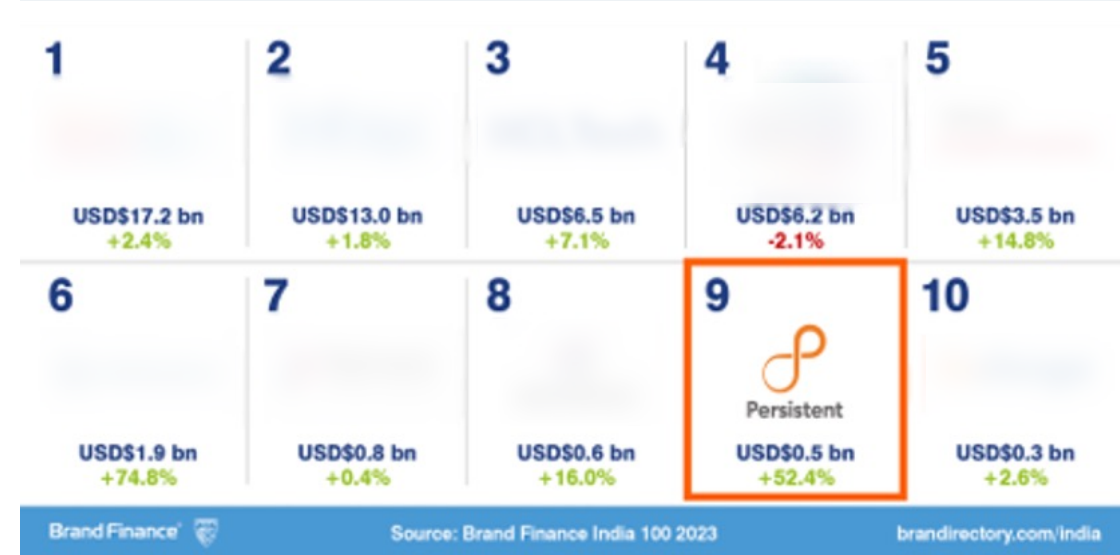 1
2
3
4
5
USD$17.2 bn
+2.4%
USD$13.0 bn
+1.8%
USD$6.5 bn
+7.1%
USD$6.2 bn
-2.1%
USD$3.5 bn
+14.8%
6
7
8
9
10
Persistent
USD$1.9 bn
+74.8%
USD$0.8 bn
+0.4%
USD$0.6 bn
+16.0%
USD$0.5 bn
+52.4%
USD$0.3 bn
+2.6%
Brand Finance®
Source: Brand Finance India 100 2023
brandirectory.com/india